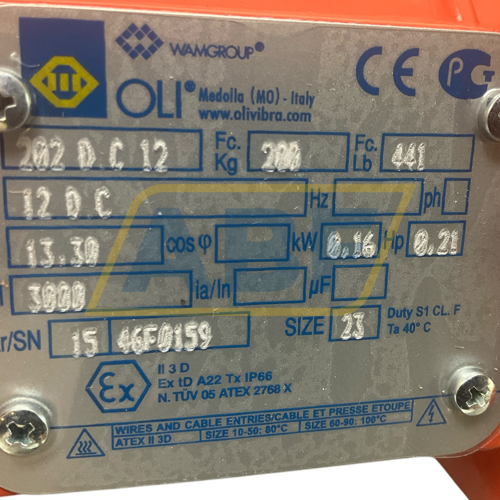 WAMGROUP®
OLI® Medolla (MO) - Italy
www.olivibra.com
CE
202 D C 12 Fc. Kg 200 Fc. Lb 441
12 D C Hz ph
13.30 cos φ kW 0.16 Hp 0.21
3000 ia/In µF
r/SN 15 46F0159 SIZE 23 Duty S1 CL. F
Ta 40° C
Ex
II 3 D
Ex tD A22 Tx IP66
N. TÜV 05 ATEX 2768 X
WIRES AND CABLE ENTRIES/CABLE ET PRESSE ETOUPE
ATEX II 3D SIZE 10-50: 80°C SIZE 60-90: 100°C